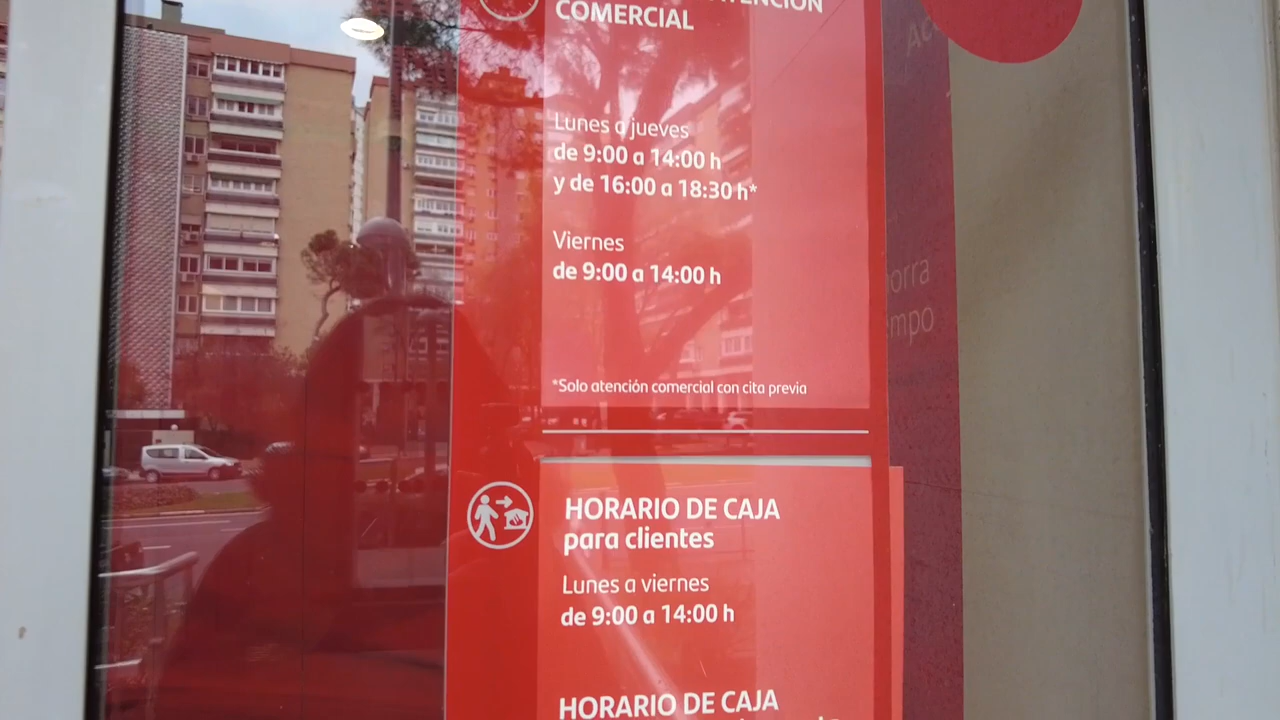 ATENCIÓN
COMERCIAL
Lunes a jueves
de 9:00 a 14:00 h
y de 16:00 a 18:30 h*
Viernes
de 9:00 a 14:00 h
*Solo atención comercial con cita previa
HORARIO DE CAJA
para clientes
Lunes a viernes
de 9:00 a 14:00 h
HORARIO DE CAJA